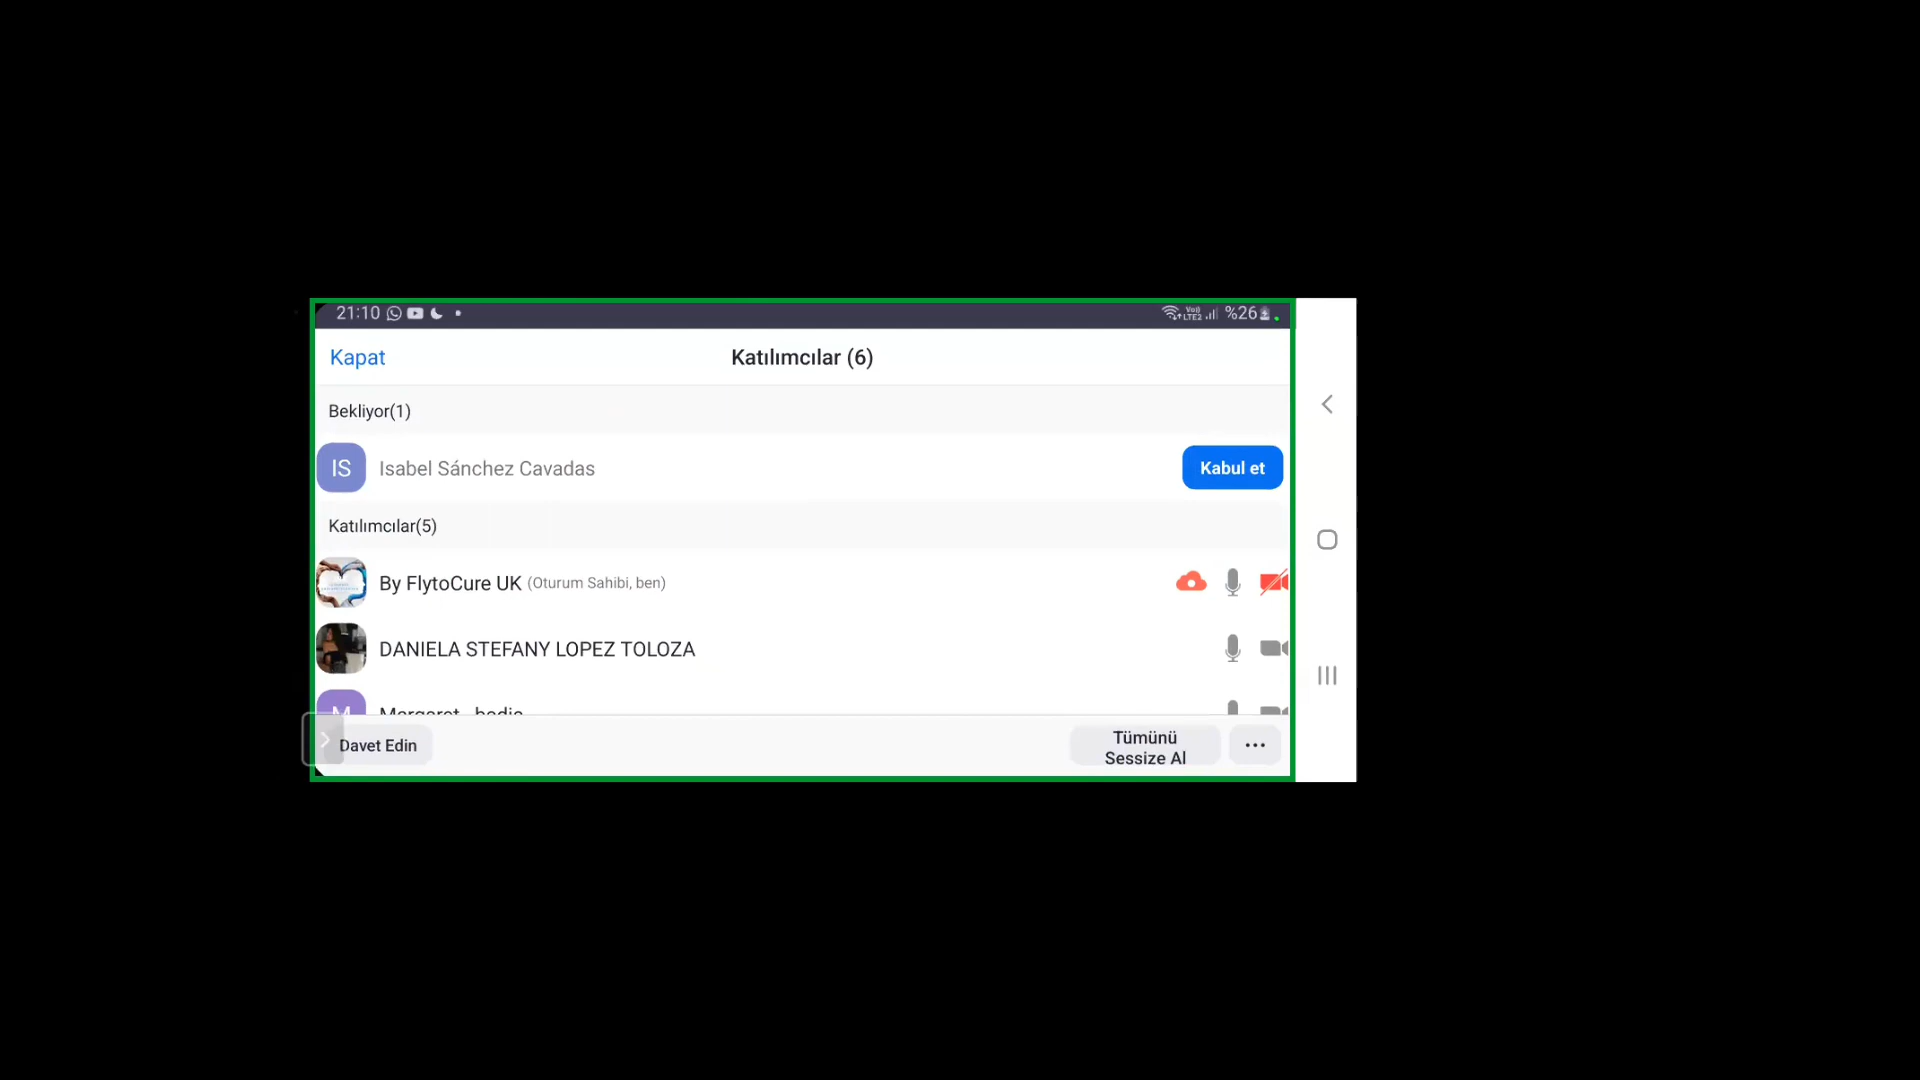 21:10 %26
Kapat
Katılımcılar (6)
Bekliyor(1)
IS Isabel Sánchez Cavadas Kabul et
Katılımcılar(5)
By FlytoCure UK (Oturum Sahibi, ben)
DANIELA STEFANY LOPEZ TOLOZA
M Margaret
Davet Edin
Tümünü
Sessize Al